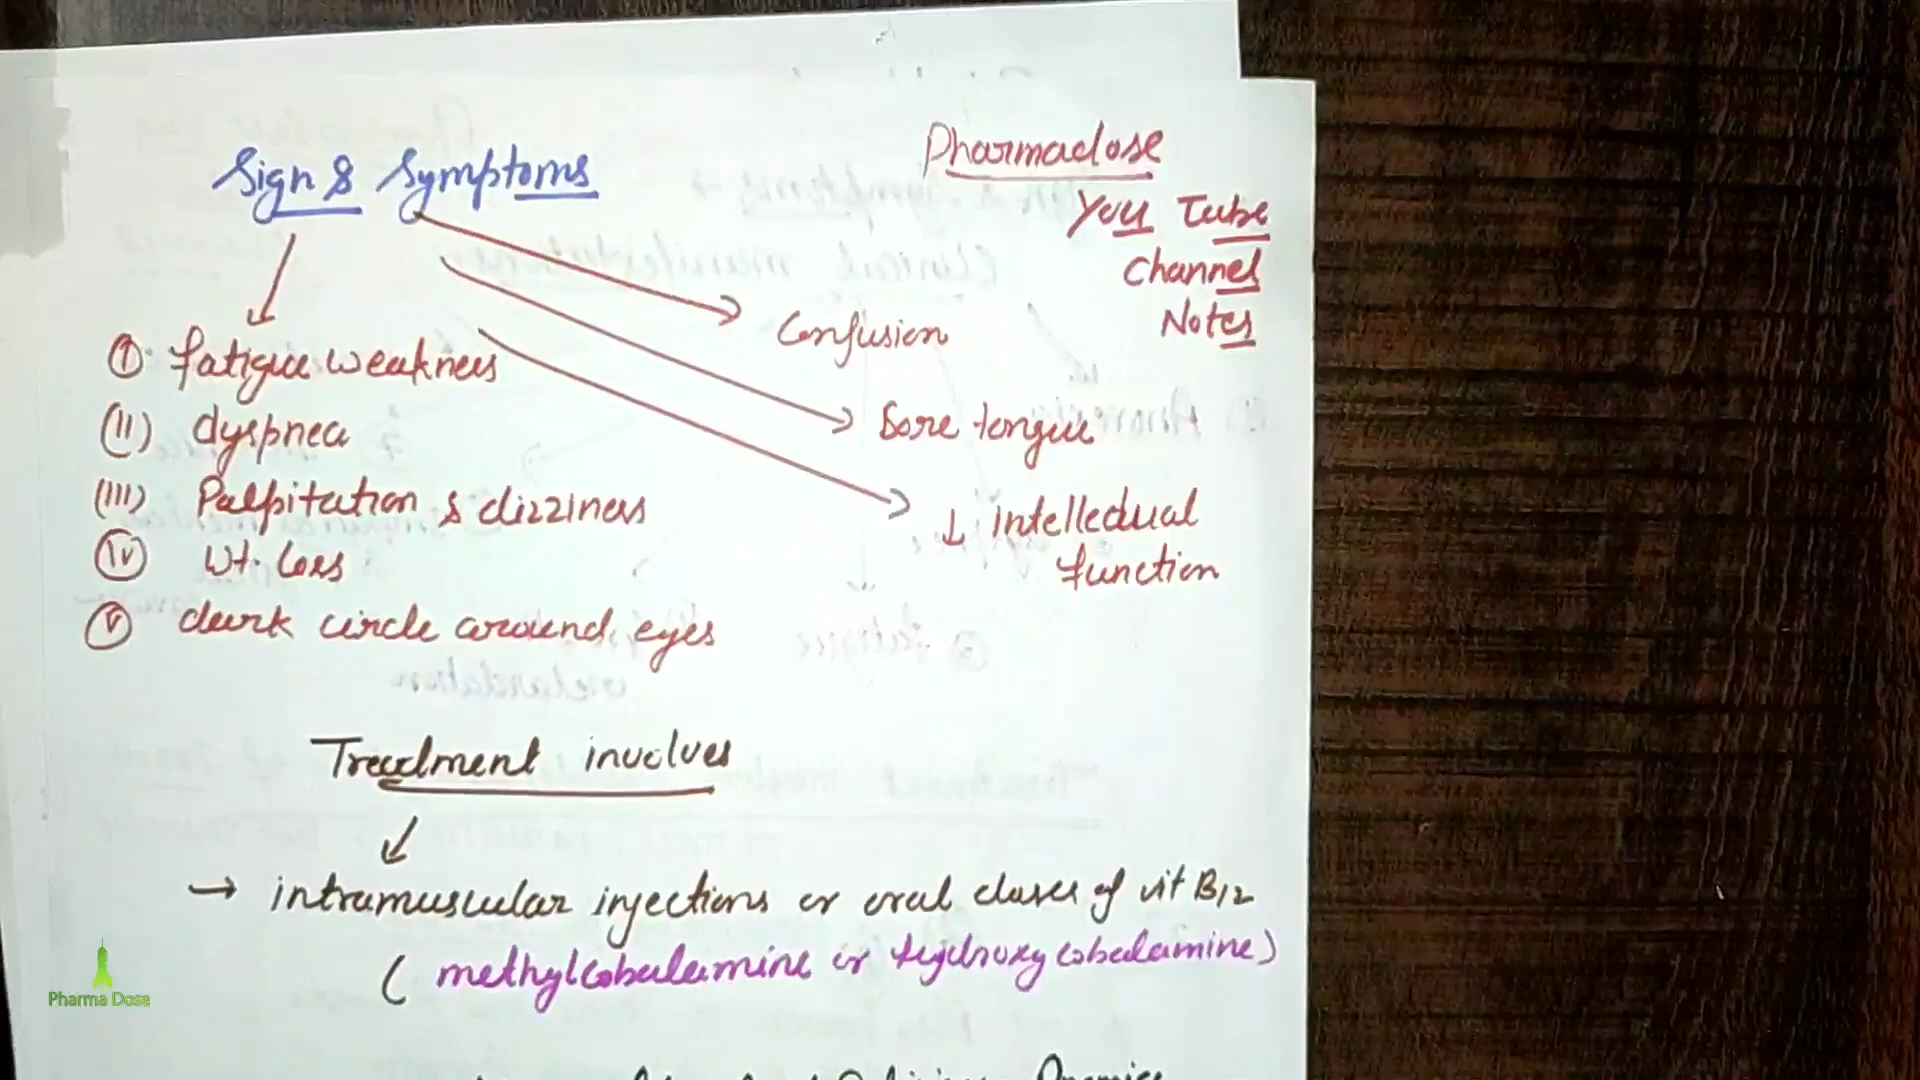 Sign & Symptoms
Pharmadose
You Tube
Channel
Notes
(I) fatigue weakness
(II) dyspnea
(III) Palpitation & dizziness
(IV) Wt. loss
(V) dark circle around eyes
Confusion
Sore tongue
↓ intellectual
function
Treatment involves
→ intramuscular injections or oral doses of vit B12
( methylcobalamine or hydroxycobalamine)
Pharma Dose